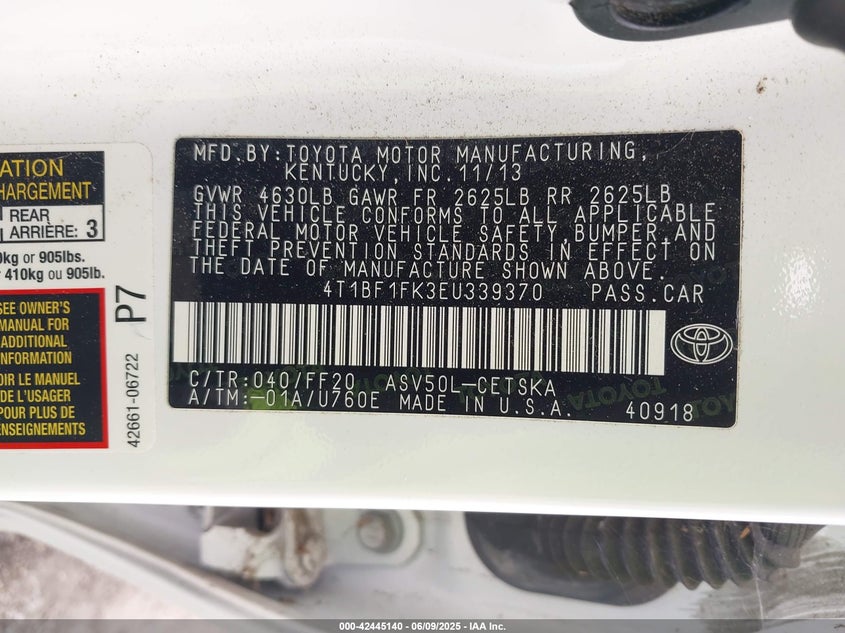 ATION
CHARGEMENT
REAR
ARRIÈRE: 3
kg or 905lbs.
410kg ou 905lb.
SEE OWNER'S
MANUAL FOR
ADDITIONAL
INFORMATION
LE MANUEL
DE L'USAGER
POUR PLUS DE
RENSEIGNEMENTS
P7
42661-06722
MFD.BY: TOYOTA MOTOR MANUFACTURING,
KENTUCKY, INC. 11/13
GVWR 4630LB GAWR FR 2625LB RR 2625LB
THIS VEHICLE CONFORMS TO ALL APPLICABLE
FEDERAL MOTOR VEHICLE SAFETY, BUMPER, AND
THEFT PREVENTION STANDARDS IN EFFECT ON
THE DATE OF MANUFACTURE SHOWN ABOVE.
4T1BF1FK3EU339370 PASS.CAR
C/TR: 040/FF20 ASV50L-CETSKA
A/TM: -01A/U760E MADE IN U.S.A. 40918
TOYOTA
000-42445140 - 06/09/2025 - IAA Inc.